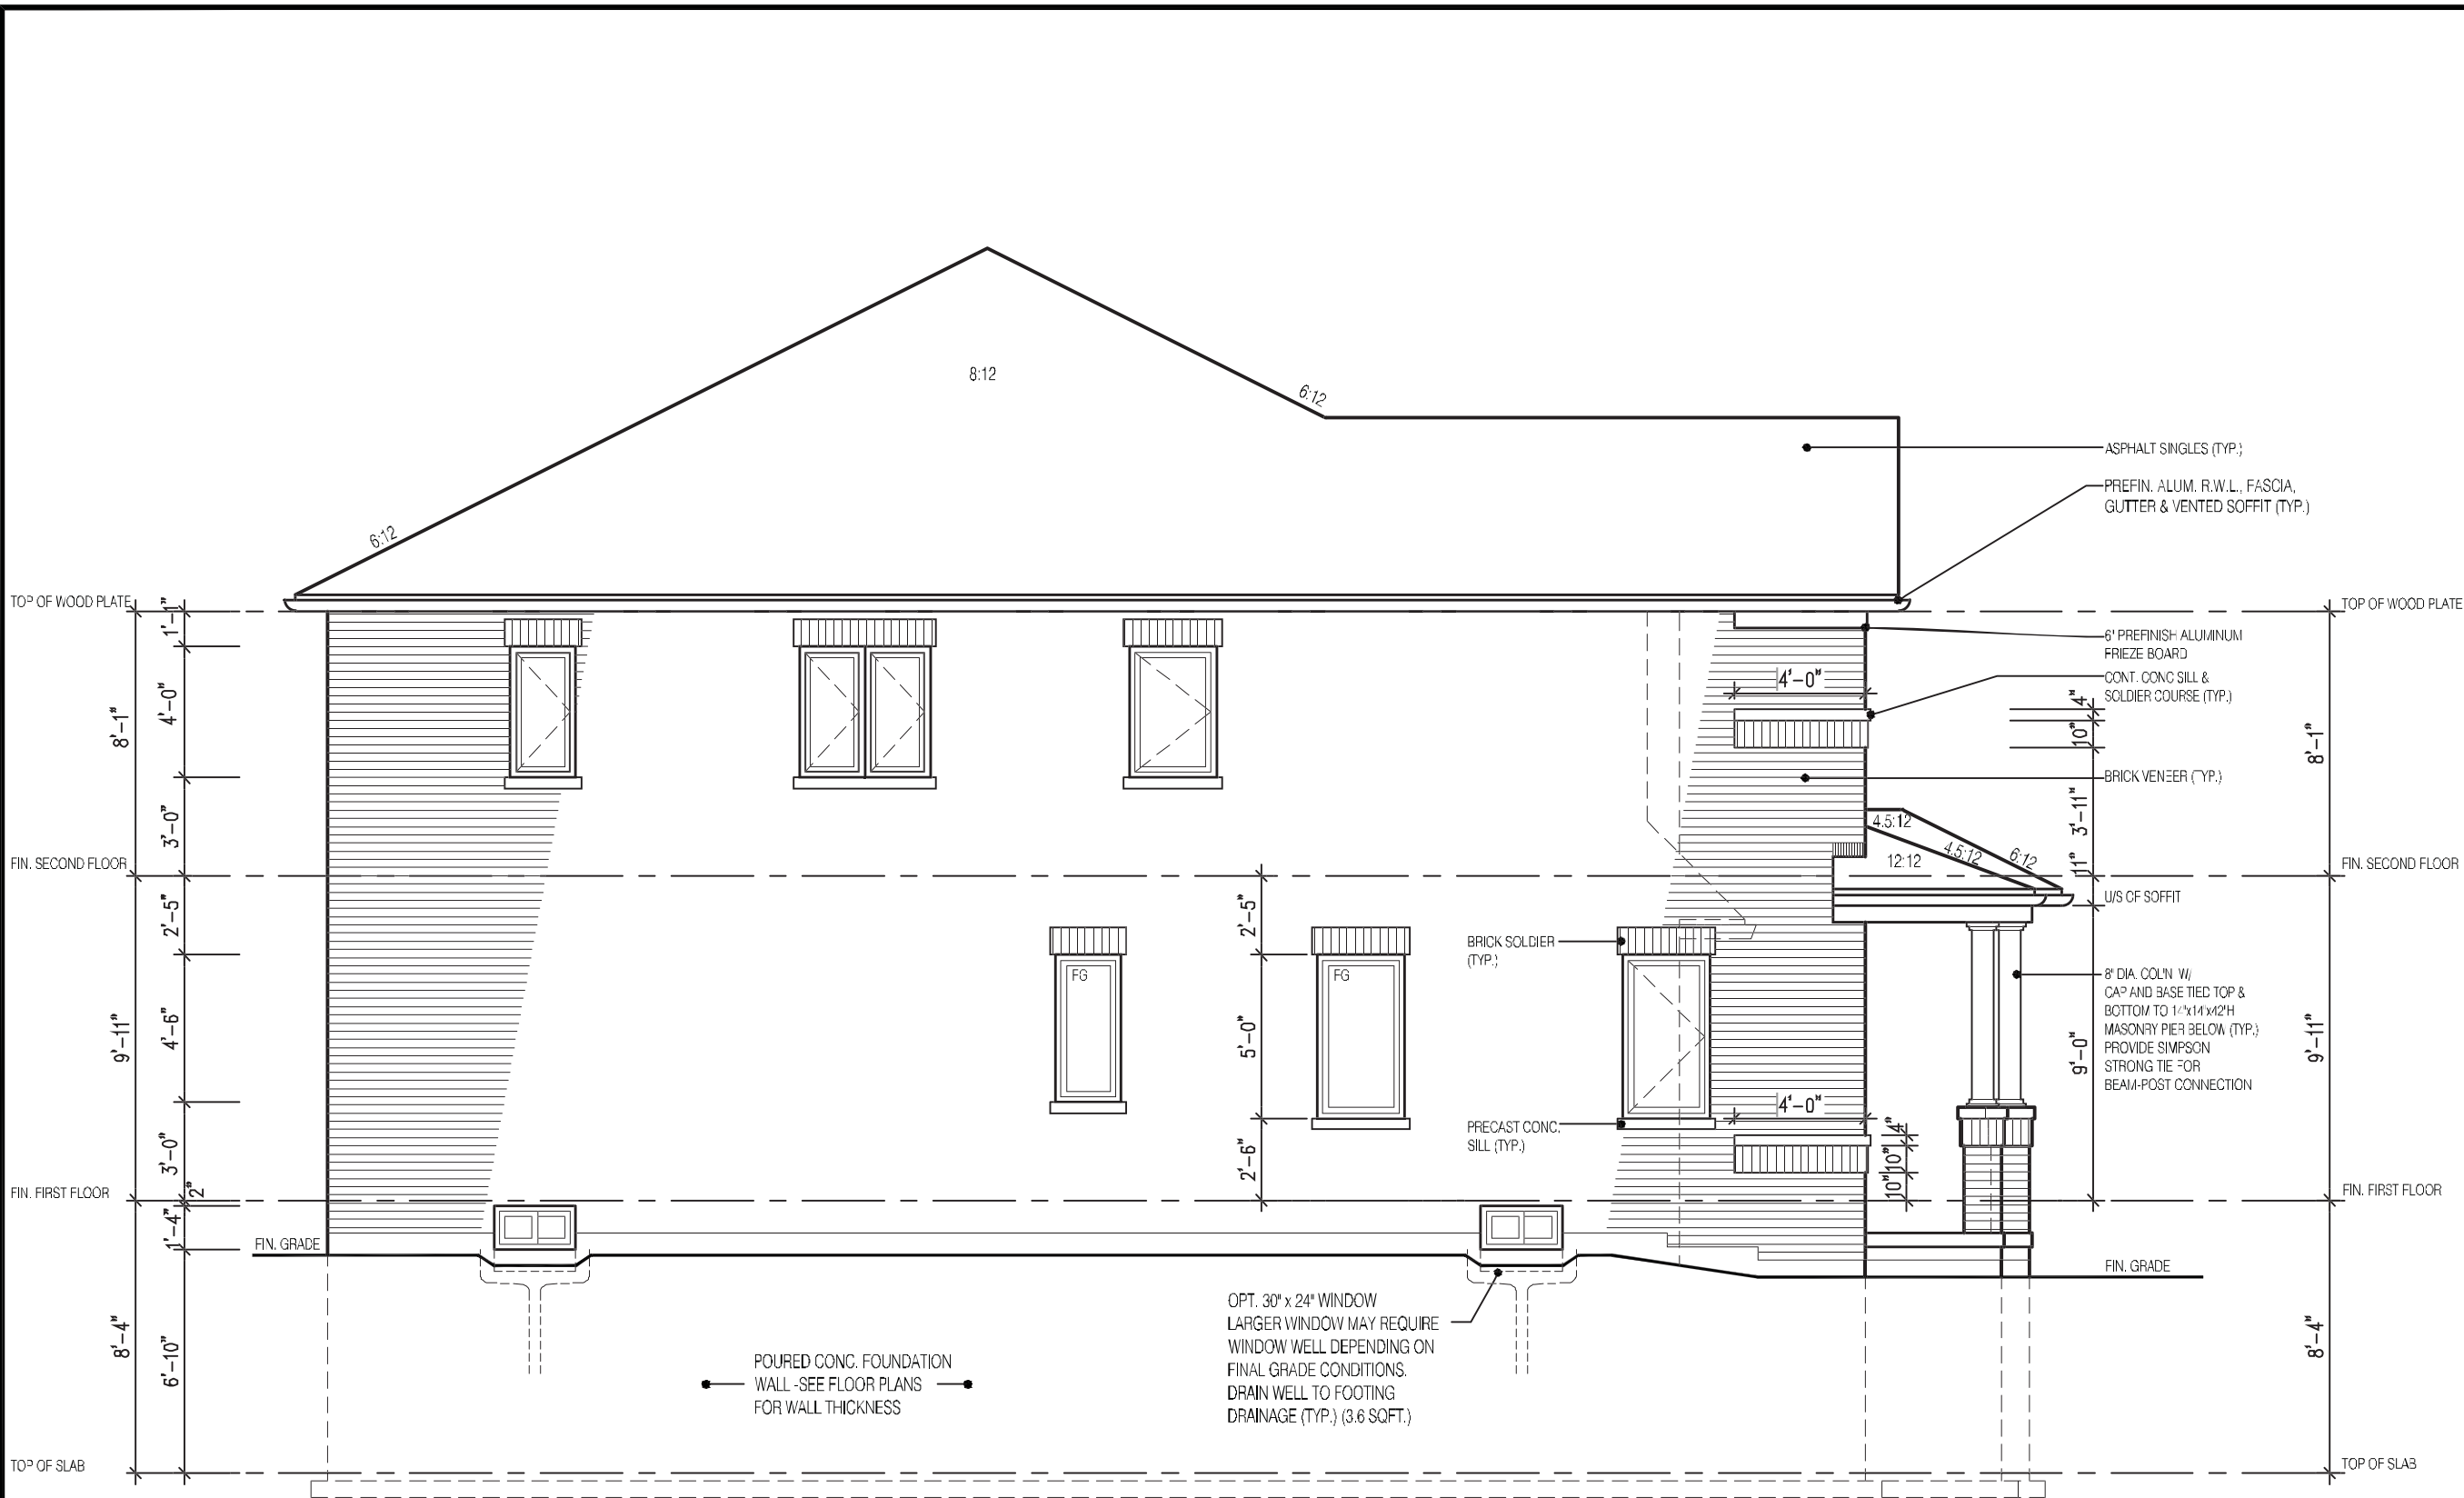 8:12
6:12
6:12
ASPHALT SINGLES (TYP.)
PREFIN. ALUM. R.W.L., FASCIA,
GUTTER & VENTED SOFFIT (TYP.)
TOP OF WOOD PLATE
TOP OF WOOD PLATE
6" PREFINISH ALUMINUM
FRIEZE BOARD
CONT. CONC SILL &
SOLDIER COURSE (TYP.)
BRICK VENEER (TYP.)
1'-1"
4'-0"
8'-1"
3'-0"
4'-0"
4"
10"
8'-1"
3'-11"
11"
4.5:12
12:12
4.5:12
6:12
FIN. SECOND FLOOR
FIN. SECOND FLOOR
U/S OF SOFFIT
2'-5"
4'-6"
9'-11"
3'-0"
2"
2'-5"
5'-0"
2'-6"
FG
FG
BRICK SOLDIER
(TYP.)
PRECAST CONC.
SILL (TYP.)
4'-0"
4"
10"
10"
9'-0"
9'-11"
8" DIA. COL'N W/
CAP AND BASE TIED TOP &
BOTTOM TO 14"x14"x42"H
MASONRY PIER BELOW (TYP.)
PROVIDE SIMPSON
STRONG TIE FOR
BEAM-POST CONNECTION
FIN. FIRST FLOOR
FIN. FIRST FLOOR
1'-4"
FIN. GRADE
FIN. GRADE
8'-4"
6'-10"
8'-4"
POURED CONC. FOUNDATION
WALL -SEE FLOOR PLANS
FOR WALL THICKNESS
OPT. 30" x 24" WINDOW
LARGER WINDOW MAY REQUIRE
WINDOW WELL DEPENDING ON
FINAL GRADE CONDITIONS.
DRAIN WELL TO FOOTING
DRAINAGE (TYP.) (3.6 SQFT.)
TOP OF SLAB
TOP OF SLAB